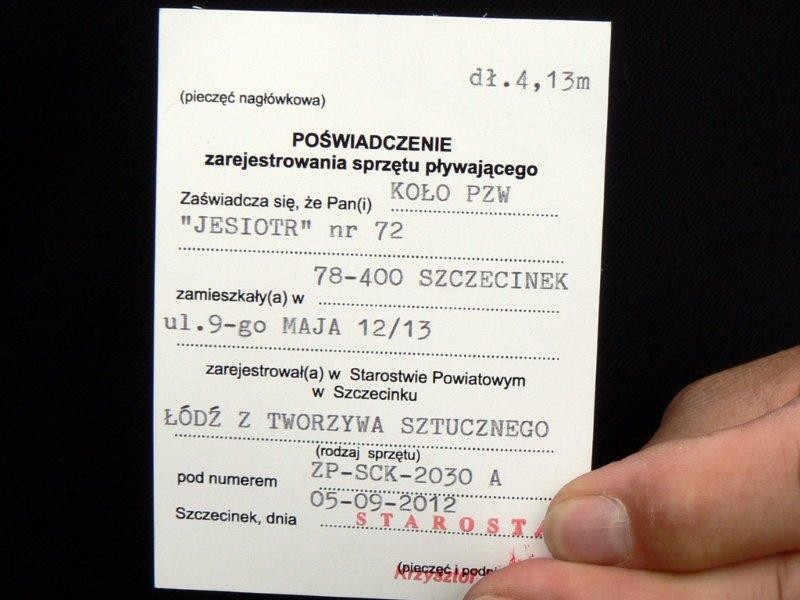 dł.4,13m
(pieczęć nagłówkowa)
POŚWIADCZENIE
zarejestrowania sprzętu pływającego
Zaświadcza się, że Pan(i) KOŁO PZW
"JESIOTR" nr 72
78-400 SZCZECINEK
zamieszkały(a) w
ul.9-go MAJA 12/13
zarejestrował(a) w Starostwie Powiatowym
w Szczecinku
ŁÓDŹ Z TWORZYWA SZTUCZNEGO
(rodzaj sprzętu)
pod numerem ZP-SCK-2030 A
05-09-2012
Szczecinek, dnia STAROSTA
(pieczęć i
Krzysztof